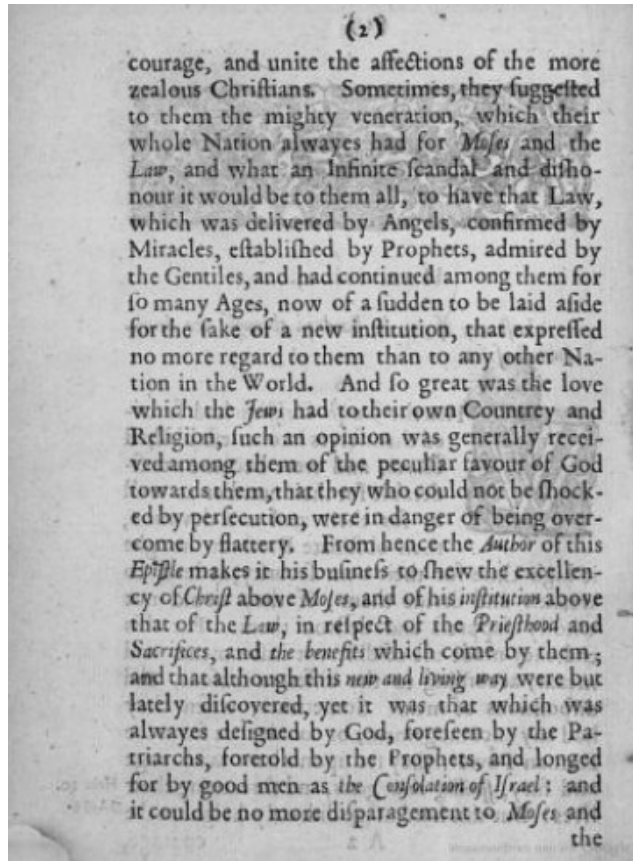 (2)
courage, and unite the affections of the more
zealous Chriſtians. Sometimes, they ſuggeſted
to them the mighty veneration, which their
whole Nation alwayes had for Moſes and the
Law, and what an Infinite ſcandal and diſho-
nour it would be to them all, to have that Law,
which was delivered by Angels, confirmed by
Miracles, eſtabliſhed by Prophets, admired by
the Gentiles, and had continued among them for
ſo many Ages, now of a ſudden to be laid aſide
for the ſake of a new inſtitution, that expreſſed
no more regard to them than to any other Na-
tion in the World. And ſo great was the love
which the Jews had to their own Countrey and
Religion, ſuch an opinion was generally recei-
ved among them of the peculiar favour of God
towards them, that they who could not be ſhock-
ed by perſecution, were in danger of being over-
come by flattery. From hence the Author of this
Epiſtle makes it his buſineſs to ſhew the excellen-
cy of Chriſt above Moſes, and of his inſtitution above
that of the Law, in reſpect of the Prieſthood and
Sacrifices, and the benefits which come by them;
and that although this new and living way were but
lately diſcovered, yet it was that which was
alwayes deſigned by God, foreſeen by the Pa-
triarchs, foretold by the Prophets, and longed
for by good men as the Conſolation of Iſrael; and
it could be no more diſparagement to Moſes and
the